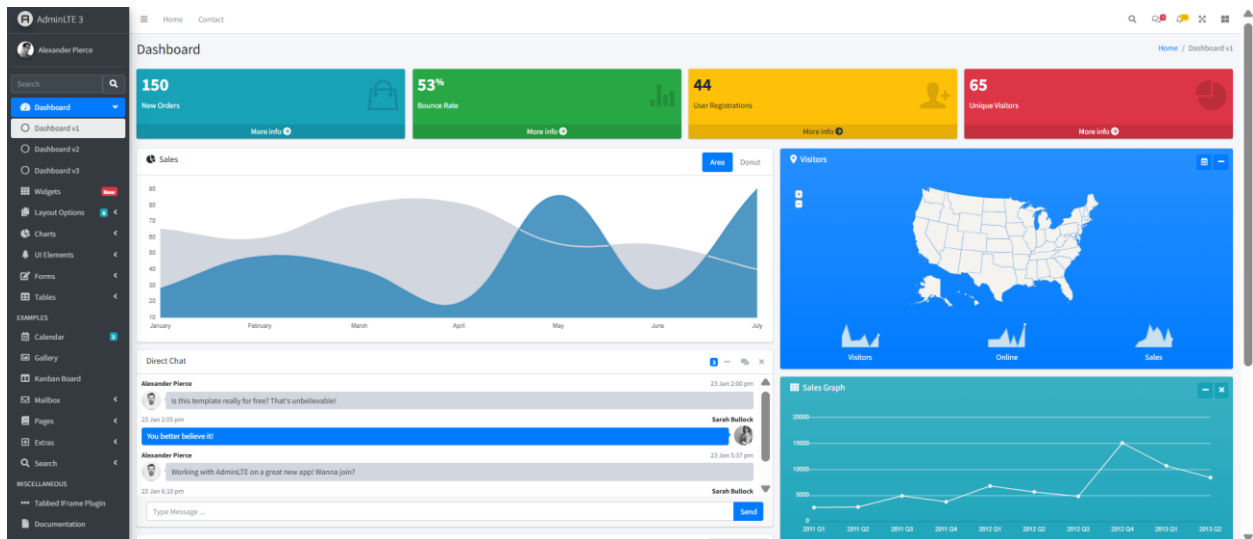 AdminLTE 3
Home Contact
Alexander Pierce
Search
Dashboard
Dashboard v1
Dashboard v2
Dashboard v3
Widgets New
Layout Options 6
Charts
UI Elements
Forms
Tables
EXAMPLES
Calendar 2
Gallery
Kanban Board
Mailbox
Pages
Extras
Search
MISCELLANEOUS
Tabbed IFrame Plugin
Documentation
Dashboard
Home / Dashboard v1
150
New Orders
More info
53%
Bounce Rate
More info
44
User Registrations
More info
65
Unique Visitors
More info
Sales
Area Donut
90
80
70
60
50
40
30
20
10
January February March April May June July
Direct Chat
3
Alexander Pierce 23 Jan 2:00 pm
Is this template really for free? That's unbelievable!
23 Jan 2:05 pm Sarah Bullock
You better believe it!
Alexander Pierce 23 Jan 5:37 pm
Working with AdminLTE on a great new app! Wanna join?
23 Jan 6:10 pm Sarah Bullock
Type Message ...
Send
Visitors
+
−
Visitors Online Sales
Sales Graph
20000
15000
10000
5000
0
2011 Q1 2011 Q2 2011 Q3 2011 Q4 2012 Q1 2012 Q2 2012 Q3 2012 Q4 2013 Q1 2013 Q2